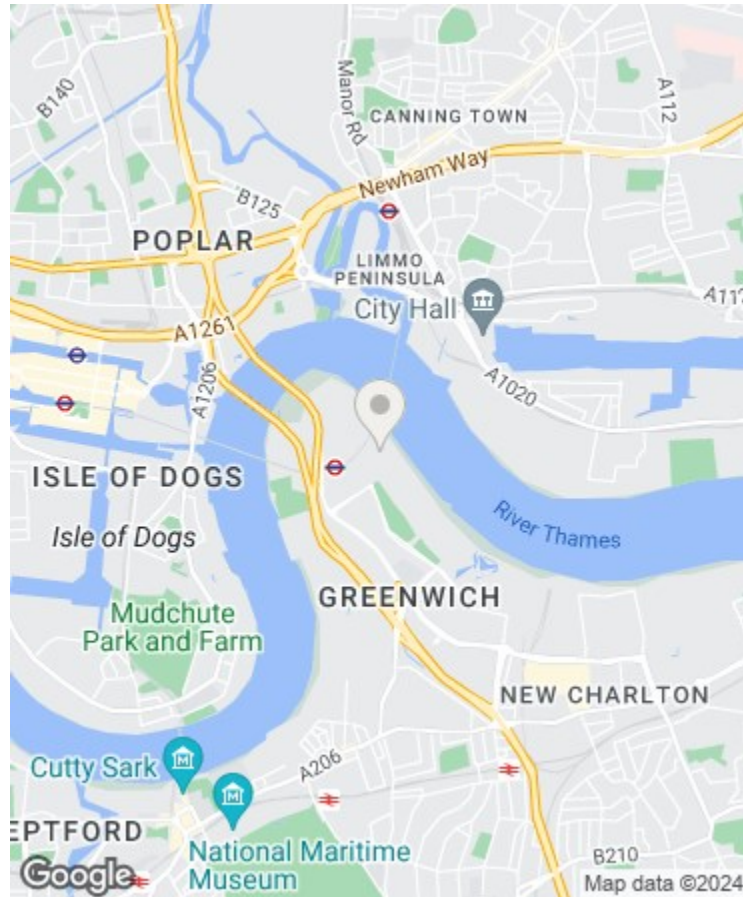 B140
Manor Rd
A112
CANNING TOWN
Newham Way
B125
POPLAR
LIMMO
PENINSULA
City Hall
A1261
A1020
A1206
ISLE OF DOGS
Isle of Dogs
River Thames
GREENWICH
Mudchute
Park and Farm
NEW CHARLTON
Cutty Sark
A206
EPTFORD
National Maritime
Museum
B210
Google
Map data ©2024